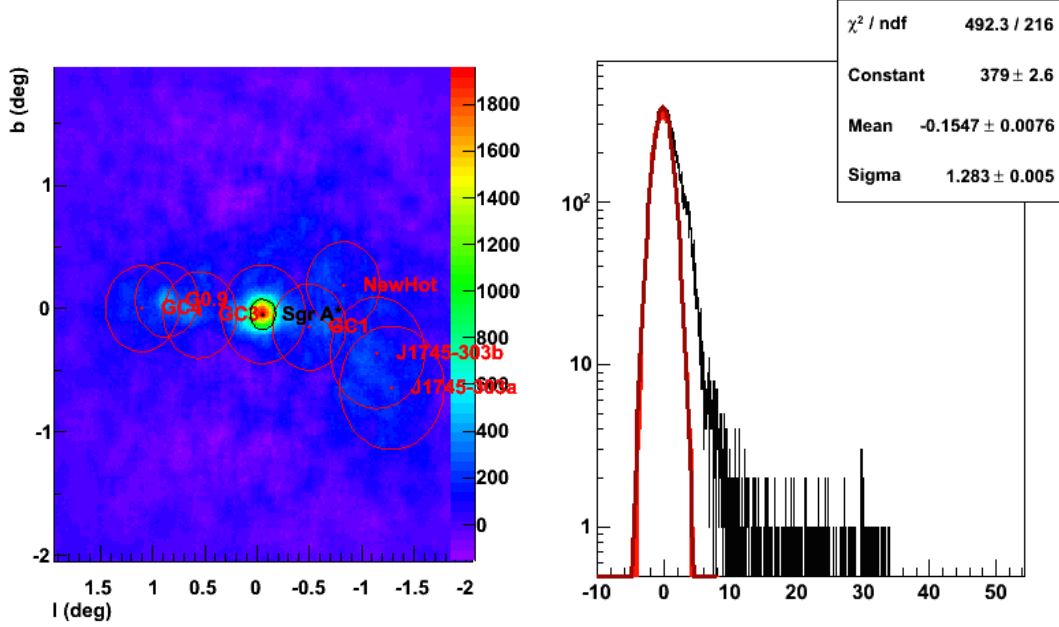 b (deg)
1
0
-1
-2
1.5
1
0.5
0
-0.5
-1
-1.5
-2
l (deg)
1800
1600
1400
1200
1000
800
600
400
200
0
NewHot
G0.9
GC4
GC3
Sgr A*
GC1
J1745-303b
J1745-303a
χ² / ndf 492.3 / 216
Constant 379 ± 2.6
Mean -0.1547 ± 0.0076
Sigma 1.283 ± 0.005
10²
10
1
-10
0
10
20
30
40
50